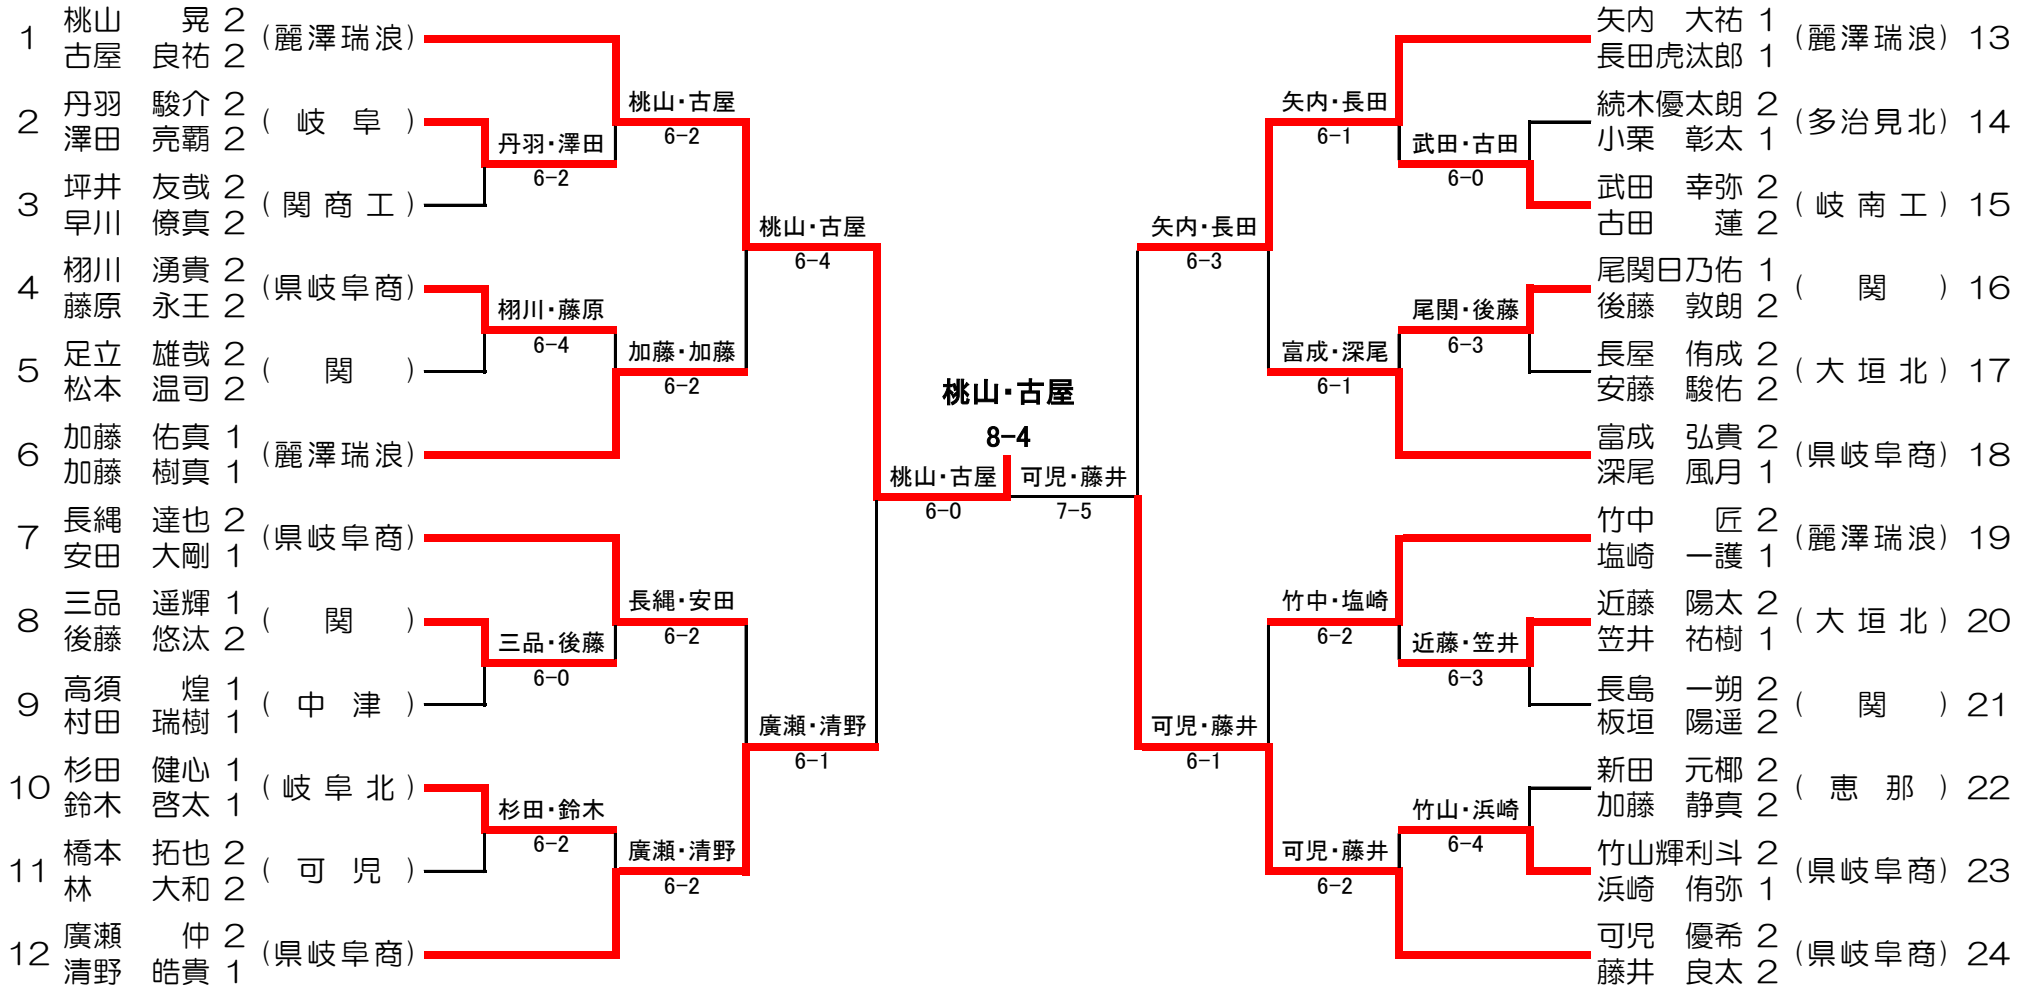 1 桃山　　晃 2 (麗澤瑞浪)
古屋　良祐 2
2 丹羽　駿介 2 (岐阜)
澤田　亮覇 2
3 坪井　友哉 2 (関商工)
早川　僚真 2
4 栩川　湧貴 2 (県岐阜商)
藤原　永王 2
5 足立　雄哉 2 (関)
松本　温司 2
6 加藤　佑真 1 (麗澤瑞浪)
加藤　樹真 1
7 長縄　達也 2 (県岐阜商)
安田　大剛 1
8 三品　遥輝 1 (関)
後藤　悠汰 2
9 高須　　煌 1 (中津)
村田　瑞樹 1
10 杉田　健心 1 (岐阜北)
鈴木　啓太 1
11 橋本　拓也 2 (可児)
林　　大和 2
12 廣瀬　　仲 2 (県岐阜商)
清野　皓貴 1
丹羽・澤田
6-2
栩川・藤原
6-4
三品・後藤
6-0
杉田・鈴木
6-2
桃山・古屋
6-2
加藤・加藤
6-2
長縄・安田
6-2
廣瀬・清野
6-2
桃山・古屋
6-4
廣瀬・清野
6-1
桃山・古屋
6-0
桃山・古屋
8-4
可児・藤井
7-5
矢内・長田
6-3
可児・藤井
6-1
矢内・長田
6-1
富成・深尾
6-1
竹中・塩崎
6-2
可児・藤井
6-2
武田・古田
6-0
尾関・後藤
6-3
近藤・笠井
6-3
竹山・浜崎
6-4
矢内　大祐 1 (麗澤瑞浪) 13
長田虎汰郎 1
続木優太朗 2 (多治見北) 14
小栗　彰太 1
武田　幸弥 2 (岐南工) 15
古田　　蓮 2
尾関日乃佑 1 (関) 16
後藤　敦朗 2
長屋　侑成 2 (大垣北) 17
安藤　駿佑 2
富成　弘貴 2 (県岐阜商) 18
深尾　風月 1
竹中　　匠 2 (麗澤瑞浪) 19
塩崎　一護 1
近藤　陽太 2 (大垣北) 20
笠井　祐樹 1
長島　一朔 2 (関) 21
板垣　陽遥 2
新田　元椰 2 (恵那) 22
加藤　静真 2
竹山輝利斗 2 (県岐阜商) 23
浜崎　侑弥 1
可児　優希 2 (県岐阜商) 24
藤井　良太 2